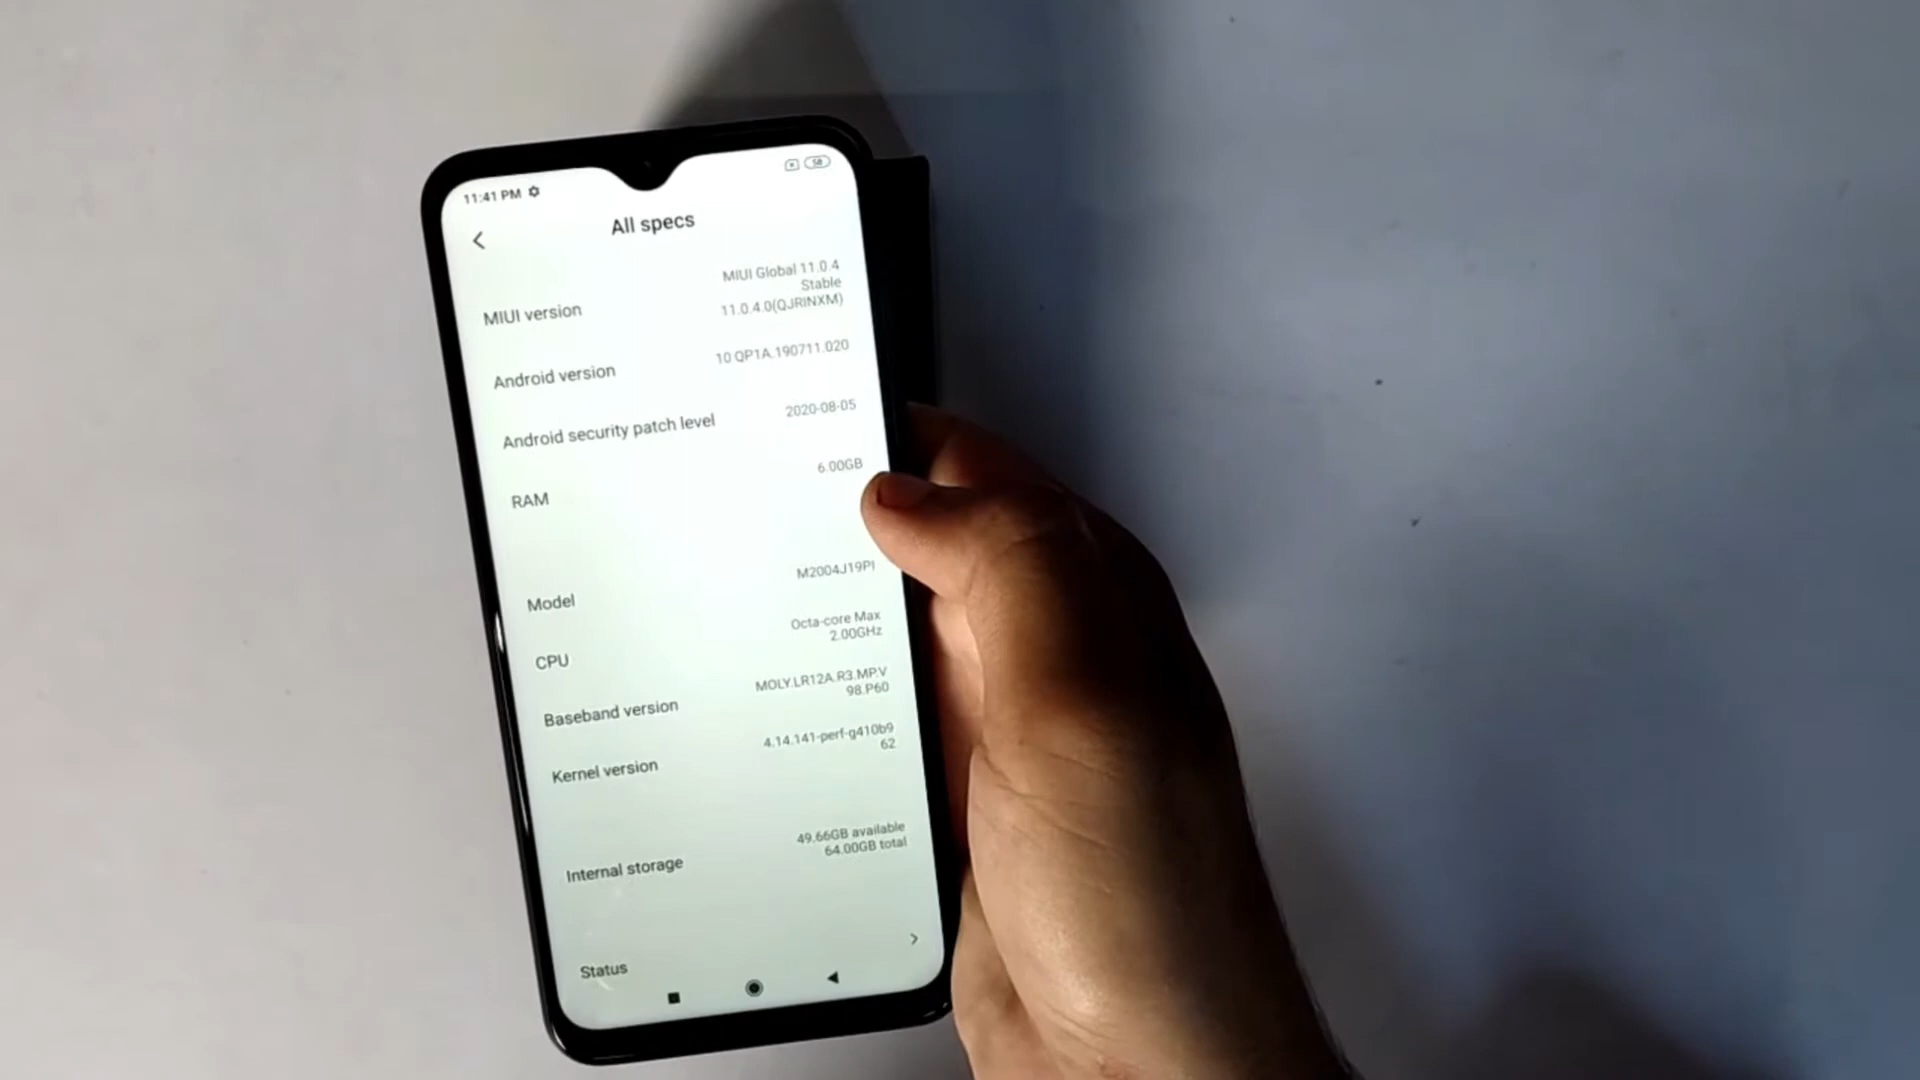 11:41 PM
58
All specs
MIUI version
MIUI Global 11.0.4
Stable
11.0.4.0(QJRINXM)
Android version
10 QP1A.190711.020
Android security patch level
2020-08-05
RAM
6.00GB
Model
M2004J19PI
CPU
Octa-core Max
2.00GHz
Baseband version
MOLY.LR12A.R3.MP.V
98.P60
Kernel version
4.14.141-perf-g410b9
62
Internal storage
49.66GB available
64.00GB total
Status